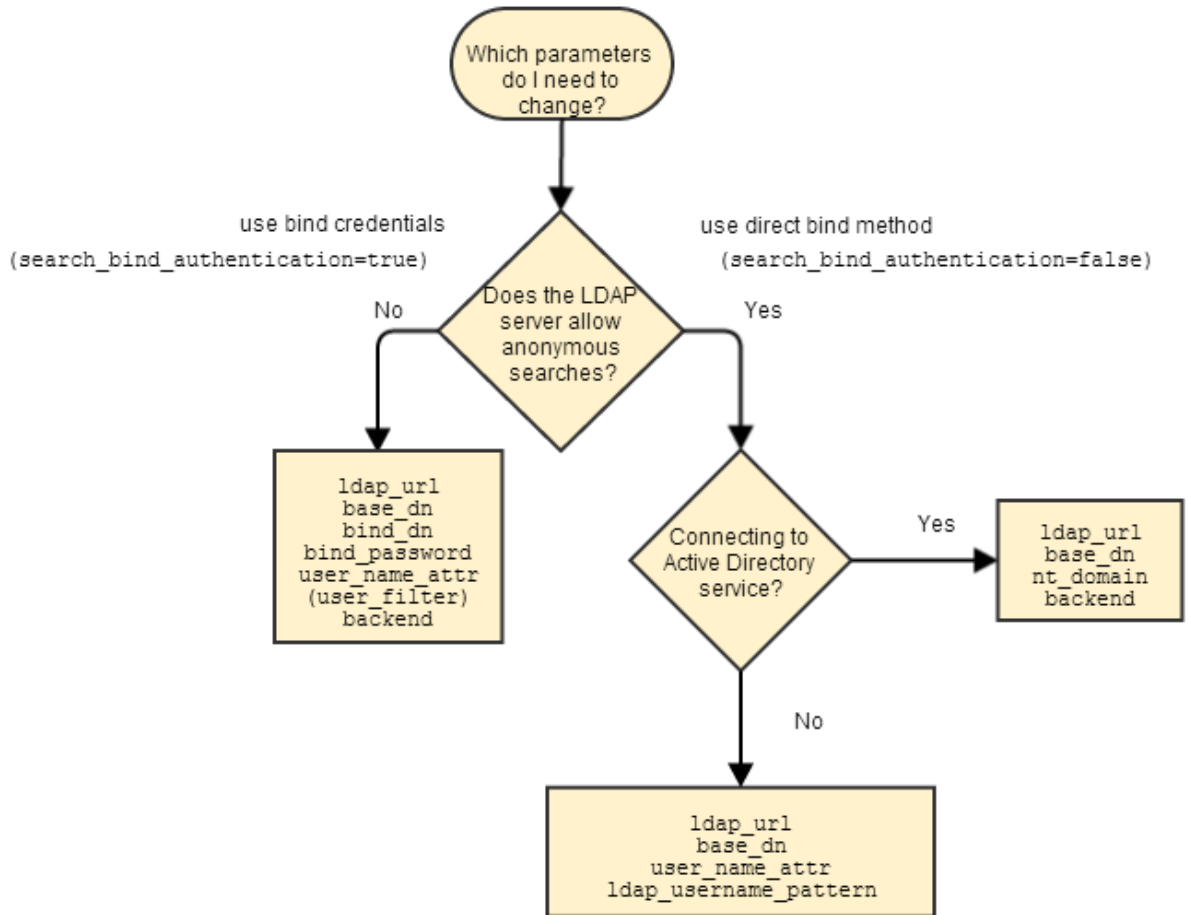 Which parameters
do I need to
change?
use bind credentials
(search_bind_authentication=true)
use direct bind method
(search_bind_authentication=false)
No
Does the LDAP
server allow
anonymous
searches?
Yes
ldap_url
base_dn
bind_dn
bind_password
user_name_attr
(user_filter)
backend
Connecting to
Active Directory
service?
Yes
ldap_url
base_dn
nt_domain
backend
No
ldap_url
base_dn
user_name_attr
ldap_username_pattern